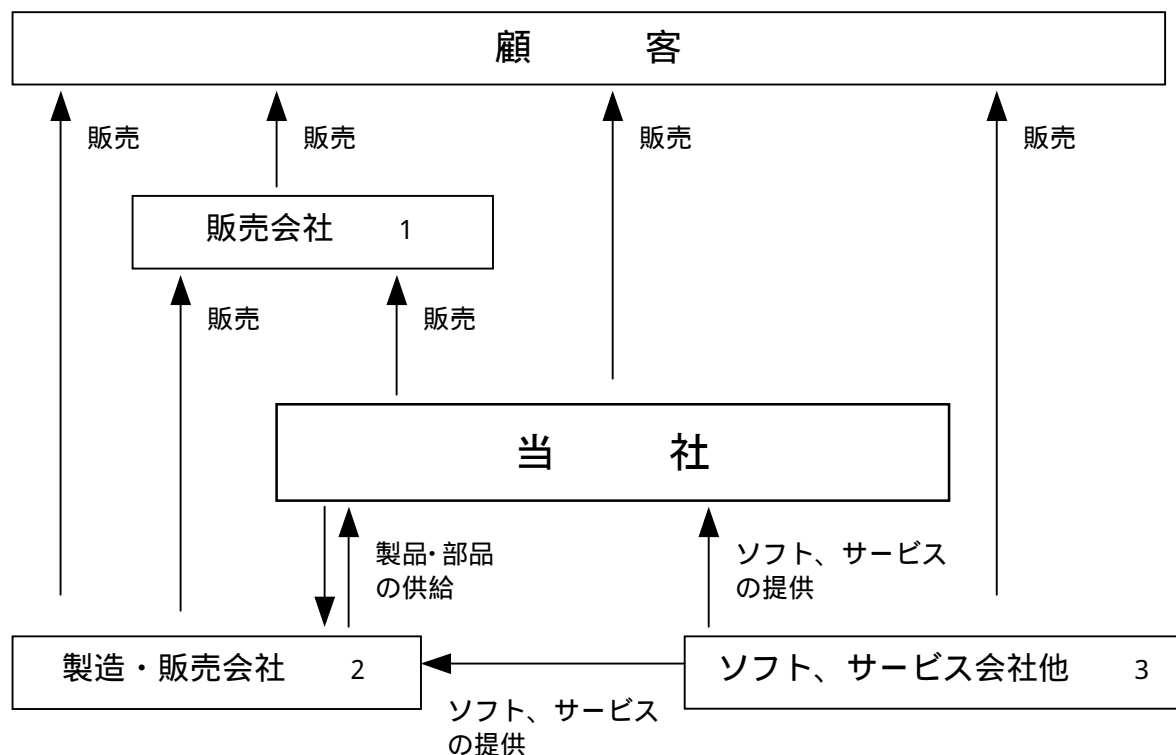 顧　　　客
販売
販売
販売
販売
販売会社　　1
販売
販売
当　　　社
製品・部品
の供給
ソフト、サービス
の提供
製造・販売会社　　2
ソフト、サービス会社他　　3
ソフト、サービス
の提供